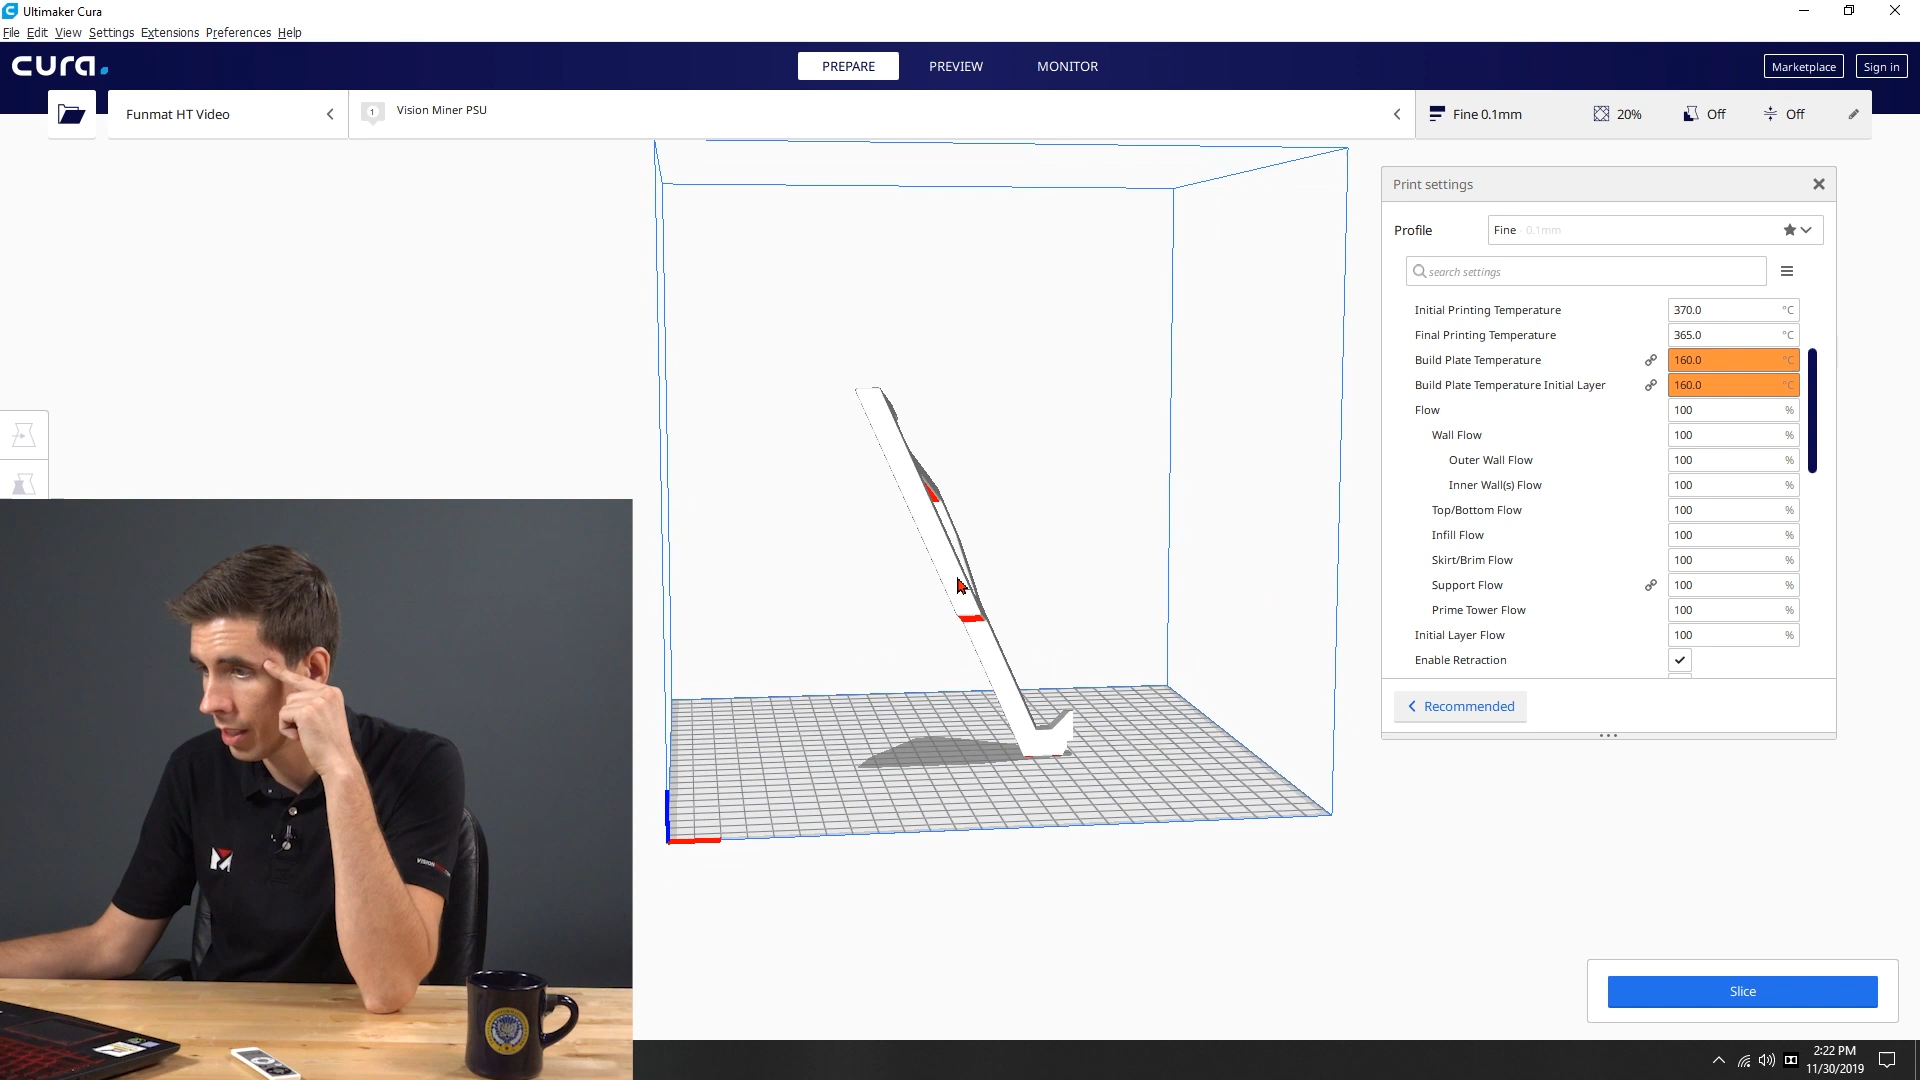 Ultimaker Cura
File Edit View Settings Extensions Preferences Help
cura.
PREPARE PREVIEW MONITOR
Marketplace Sign in
Funmat HT Video
1 Vision Miner PSU
Fine 0.1mm 20% Off Off
Print settings
Profile Fine 0.1mm
search settings
Initial Printing Temperature 370.0 °C
Final Printing Temperature 365.0 °C
Build Plate Temperature 160.0 °C
Build Plate Temperature Initial Layer 160.0 °C
Flow 100 %
Wall Flow 100 %
Outer Wall Flow 100 %
Inner Wall(s) Flow 100 %
Top/Bottom Flow 100 %
Infill Flow 100 %
Skirt/Brim Flow 100 %
Support Flow 100 %
Prime Tower Flow 100 %
Initial Layer Flow 100 %
Enable Retraction
Recommended
VISION
Slice
2:22 PM
11/30/2019